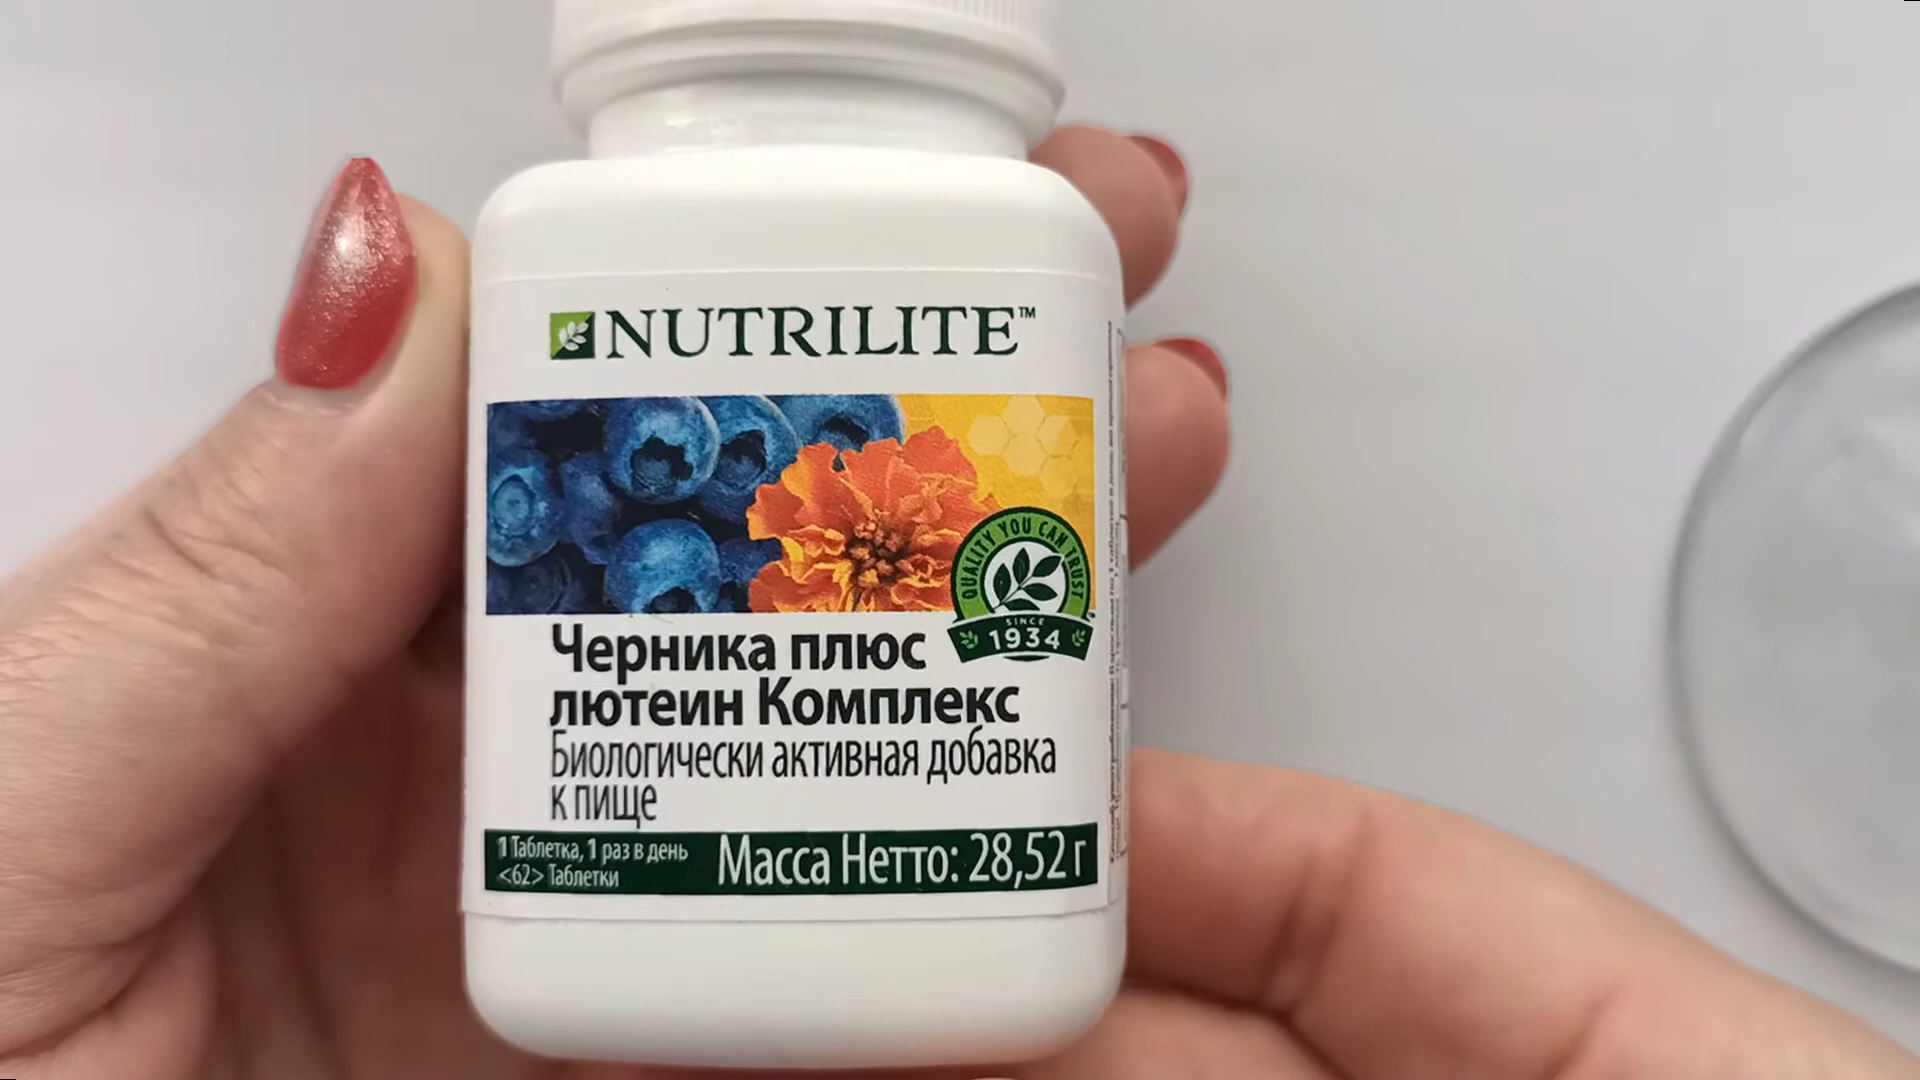 NUTRILITE™
QUALITY YOU CAN TRUST
SINCE
1934
Черника плюс
лютеин Комплекс
Биологически активная добавка
к пище
1 Таблетка, 1 раз в день
<62> Таблетки
Масса Нетто: 28,52 г